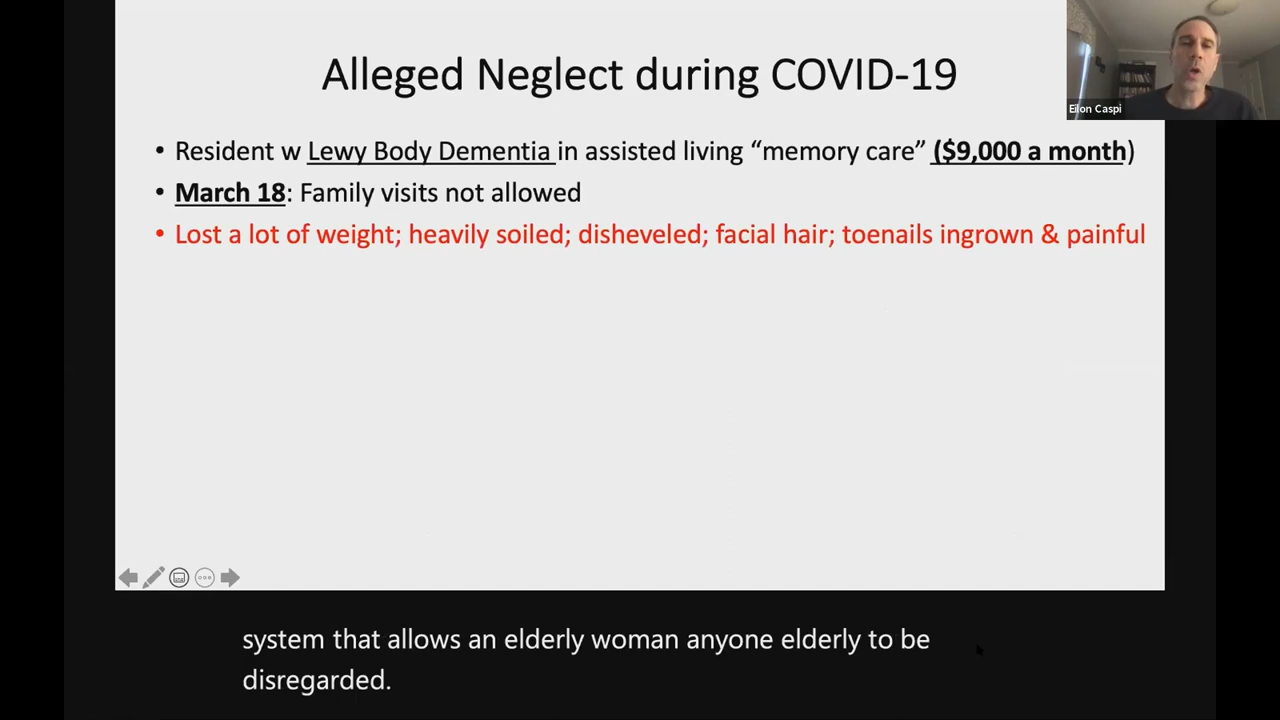 Alleged Neglect during COVID-19
Eilon Caspi
• Resident w Lewy Body Dementia in assisted living “memory care” ($9,000 a month)
• March 18: Family visits not allowed
• Lost a lot of weight; heavily soiled; disheveled; facial hair; toenails ingrown & painful
system that allows an elderly woman anyone elderly to be
disregarded.